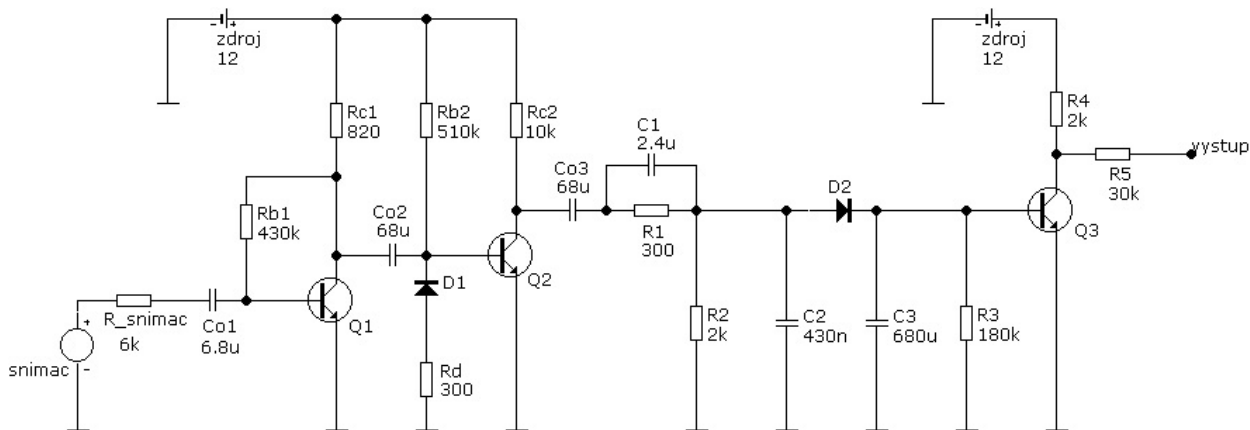 zdroj
12
zdroj
12
Rc1
820
Rb2
510k
Rc2
10k
R4
2k
C1
2.4u
vystup
Co3
68u
R5
30k
D2
Rb1
430k
Co2
68u
R1
300
Q3
D1
Q2
R_snimac
6k
Co1
6.8u
Q1
R2
2k
C2
430n
C3
680u
R3
180k
snimac
Rd
300